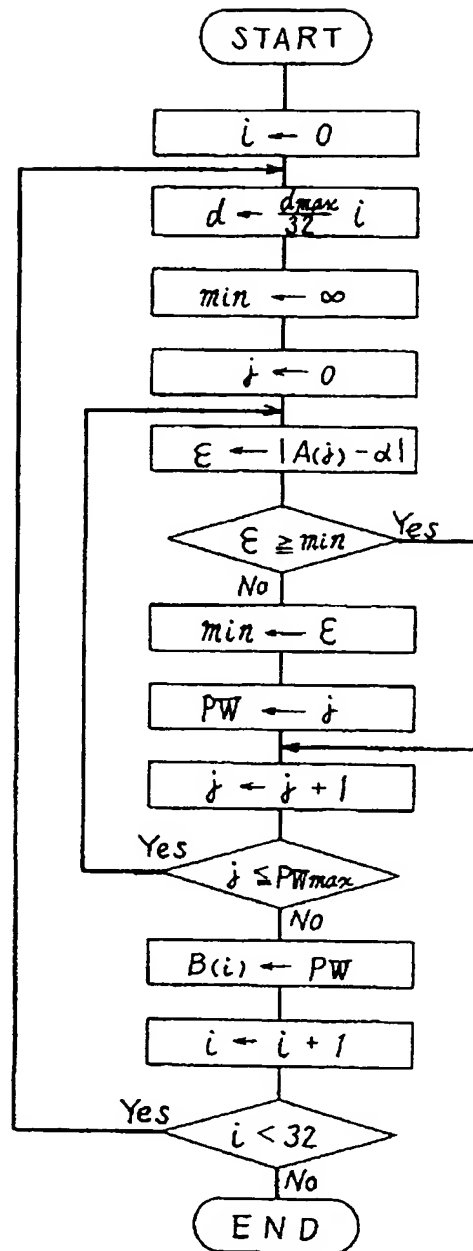 START
i ← 0
d ← dmax/32 i
min ← ∞
j ← 0
ε ← |A(j) - d|
ε ≧ min
Yes
No
min ← ε
PW ← j
j ← j + 1
Yes
j ≦ PWmax
No
B(i) ← PW
i ← i + 1
Yes
i < 32
No
END